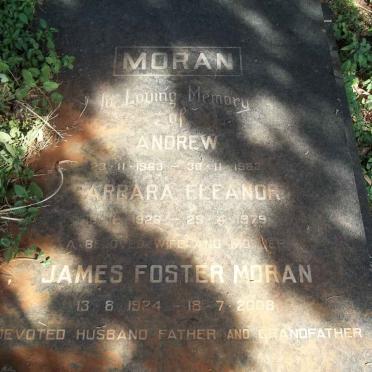 MORAN
In Loving Memory
of
ANDREW
BARBARA ELEANOR
A BELOVED WIFE AND MOTHER
JAMES FOSTER MORAN
13 · 8 · 1924 - 18 · 7 · 2008
DEVOTED HUSBAND FATHER AND GRANDFATHER